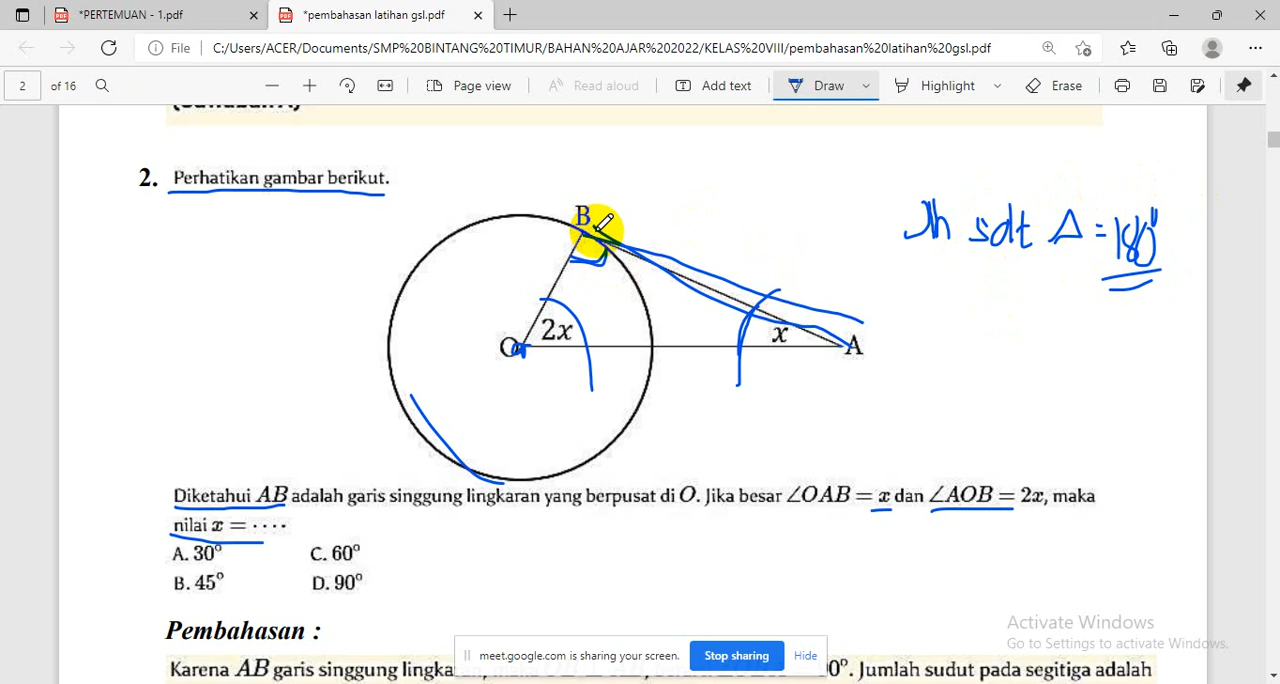 *PERTEMUAN - 1.pdf
*pembahasan latihan gsl.pdf
File
C:/Users/ACER/Documents/SMP%20BINTANG%20TIMUR/BAHAN%20AJAR%202022/KELAS%20VIII/pembahasan%20latihan%20gsl.pdf
2 of 16
Page view
Read aloud
Add text
Draw
Highlight
Erase
2. Perhatikan gambar berikut.
B
Jlh sdt Δ = 180°
O 2x
x A
Diketahui AB adalah garis singgung lingkaran yang berpusat di O. Jika besar ∠OAB = x dan ∠AOB = 2x, maka
nilai x = ····
A. 30° C. 60°
B. 45° D. 90°
Pembahasan :
Activate Windows
Go to Settings to activate Windows.
meet.google.com is sharing your screen. Stop sharing Hide
Karena AB garis singgung lingka 0°. Jumlah sudut pada segitiga adalah